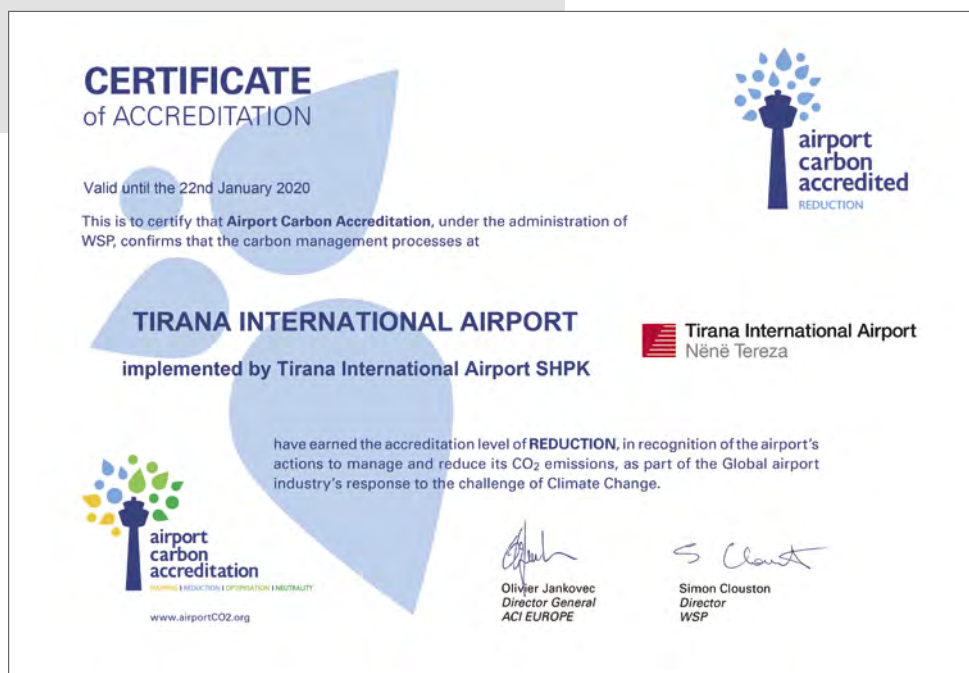 CERTIFICATE
of ACCREDITATION
airport
carbon
accredited
REDUCTION
Valid until the 22nd January 2020
This is to certify that Airport Carbon Accreditation, under the administration of
WSP, confirms that the carbon management processes at
TIRANA INTERNATIONAL AIRPORT
implemented by Tirana International Airport SHPK
Tirana International Airport
Nënë Tereza
have earned the accreditation level of REDUCTION, in recognition of the airport's
actions to manage and reduce its CO2 emissions, as part of the Global airport
industry's response to the challenge of Climate Change.
airport
carbon
accreditation
MAPPING | REDUCTION | OPTIMISATION | NEUTRALITY
www.airportCO2.org
Olivier Jankovec
Director General
ACI EUROPE
S Clouston
Simon Clouston
Director
WSP